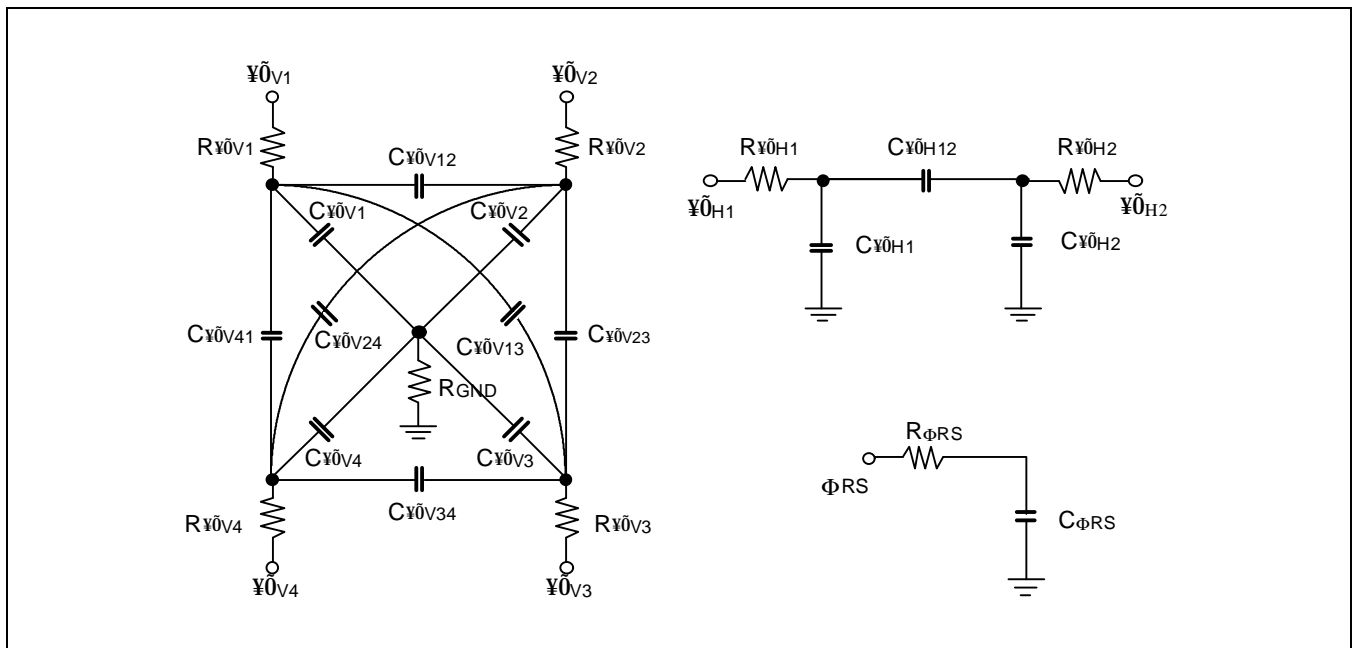 ¥ÕV1
¥ÕV2
R¥ÕV1
C¥ÕV12
R¥ÕV2
C¥ÕV1
C¥ÕV2
C¥ÕV41
C¥ÕV24
C¥ÕV13
C¥ÕV23
RGND
C¥ÕV4
C¥ÕV3
R¥ÕV4
C¥ÕV34
R¥ÕV3
¥ÕV4
¥ÕV3
R¥ÕH1
C¥ÕH12
R¥ÕH2
¥ÕH1
¥ÕH2
C¥ÕH1
C¥ÕH2
RΦRS
ΦRS
CΦRS